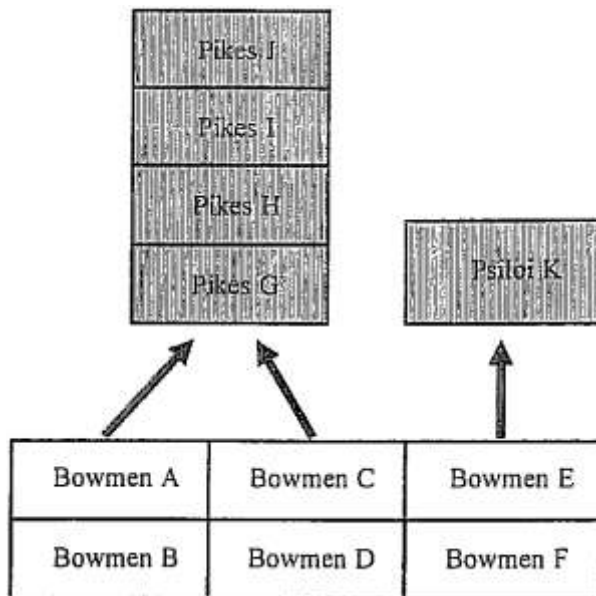 Pikes J
Pikes I
Pikes H
Pikes G
Psiloi K
Bowmen A
Bowmen C
Bowmen E
Bowmen B
Bowmen D
Bowmen F